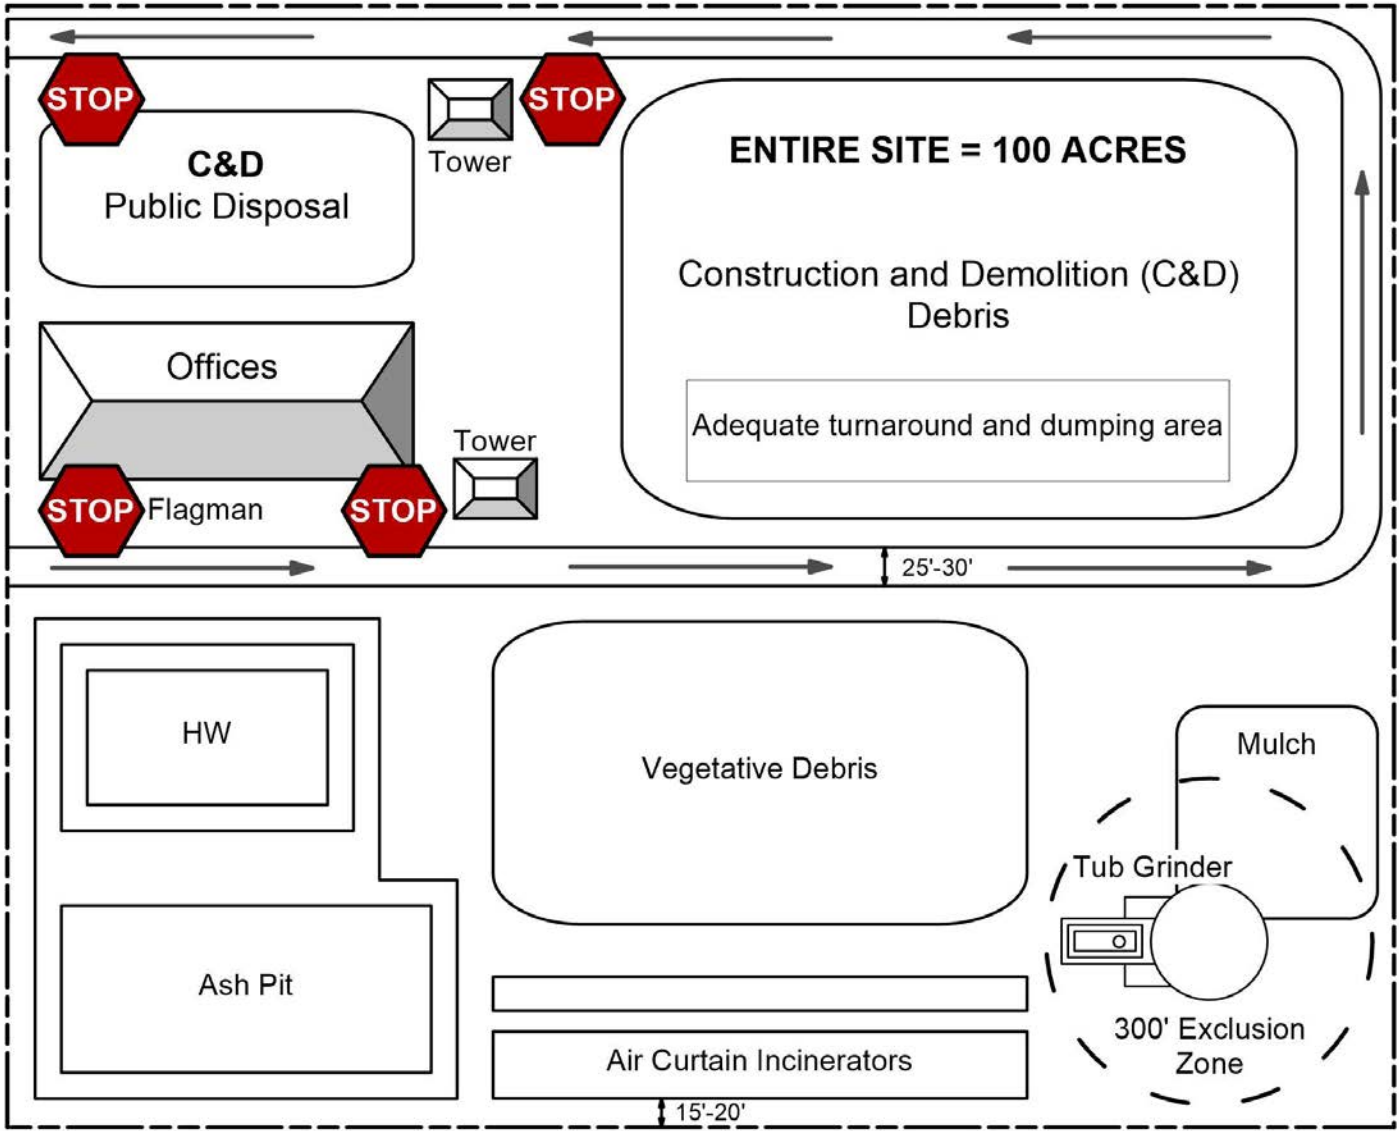 STOP
STOP
Tower
C&D
Public Disposal
ENTIRE SITE = 100 ACRES
Construction and Demolition (C&D)
Debris
Adequate turnaround and dumping area
Offices
Tower
STOP
Flagman
STOP
25'-30'
HW
Vegetative Debris
Mulch
Tub Grinder
Ash Pit
300' Exclusion
Zone
Air Curtain Incinerators
15'-20'